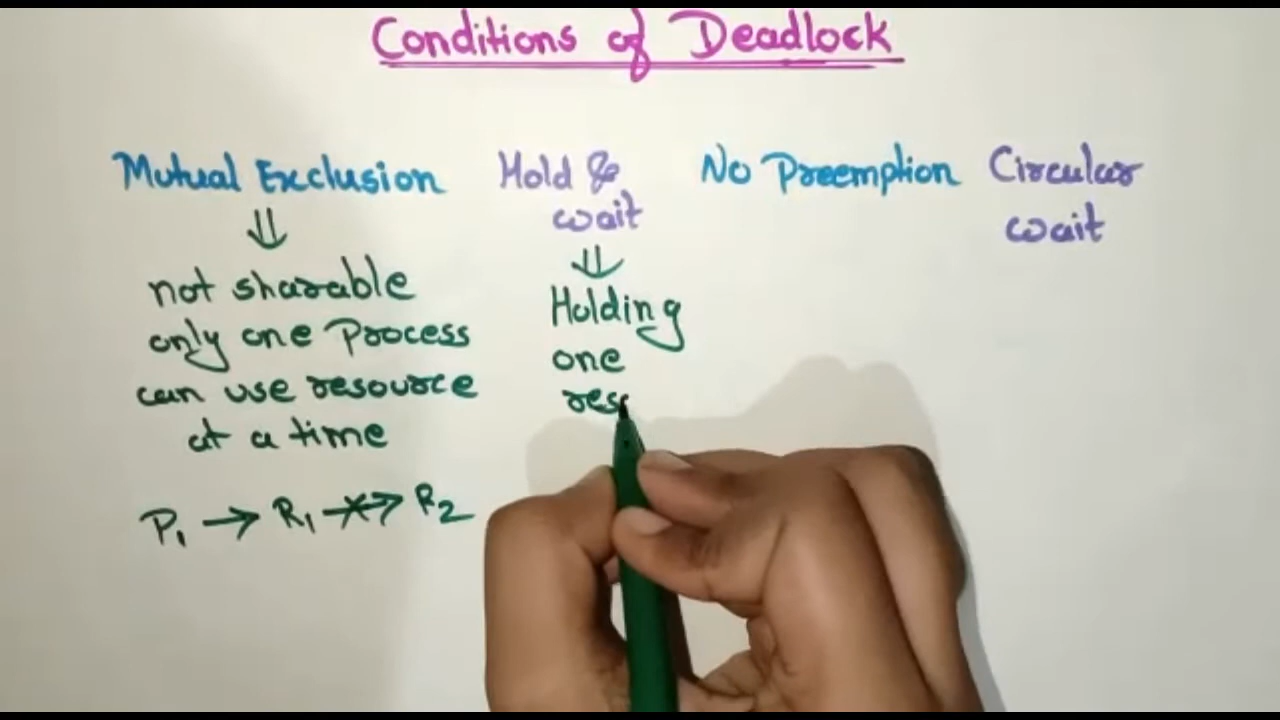 Conditions of Deadlock
Mutual Exclusion
not sharable
only one Process
can use resource
at a time
P1 → R1 → R2
Hold &
wait
Holding
one
res
No Preemption
Circular
wait